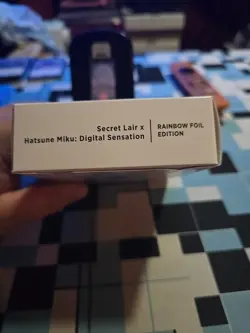 Secret Lair x
Hatsune Miku: Digital Sensation
RAINBOW FOIL
EDITION